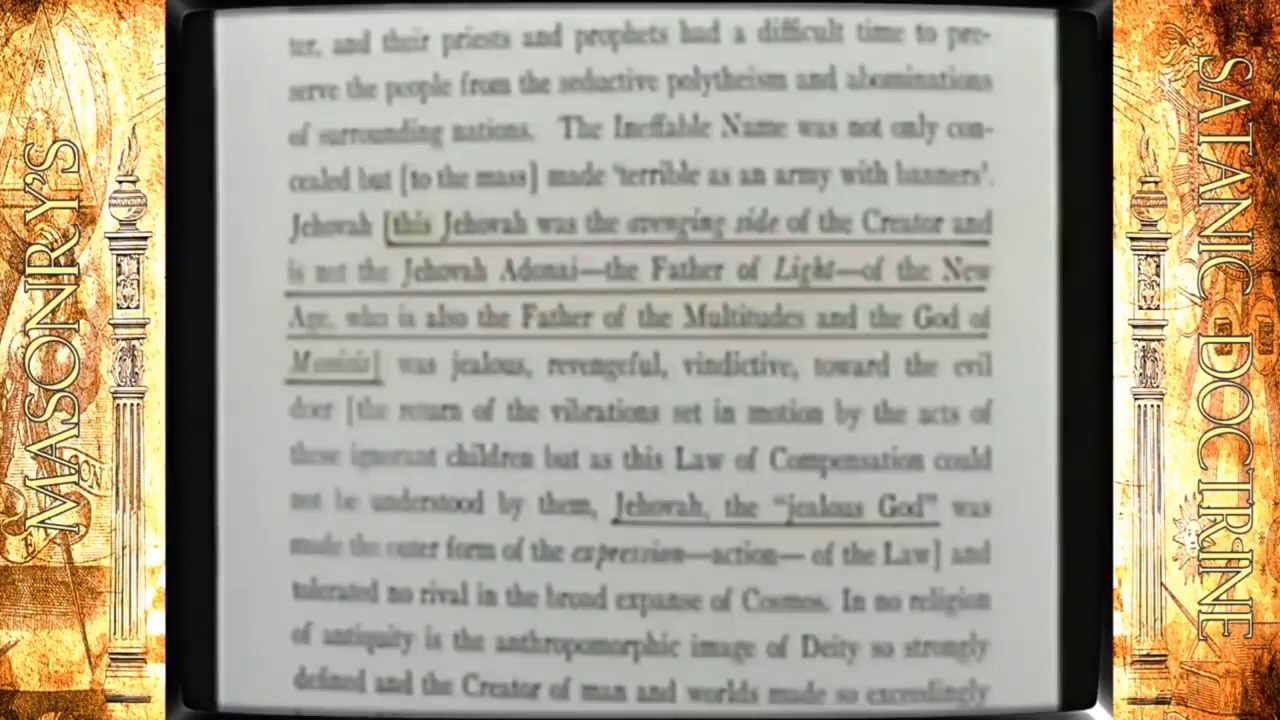 MASONRY'S
ter, and their priests and prophets had a difficult time to pre-
serve the people from the seductive polytheism and abominations
of surrounding nations. The Ineffable Name was not only con-
cealed but [to the mass] made 'terrible as an army with banners'.
Jehovah [this Jehovah was the avenging side of the Creator and
is not the Jehovah Adonai—the Father of Light—of the New
Age, who is also the Father of the Multitudes and the God of
Manisis] was jealous, revengeful, vindictive, toward the evil
doer [the return of the vibrations set in motion by the acts of
these ignorant children but as this Law of Compensation could
not be understood by them, Jehovah, the "jealous God" was
made the outer form of the expression—action— of the Law] and
tolerated no rival in the broad expanse of Cosmos. In no religion
of antiquity is the anthropomorphic image of Deity so strongly
defined and the Creator of man and worlds made so exceedingly
SATANIC DOCTRINE